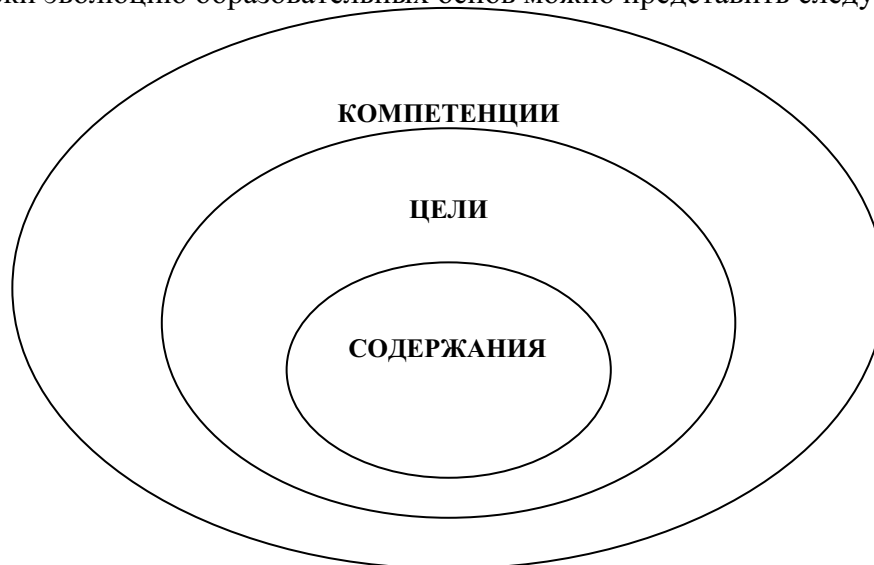 эволюцию образовательных основ можно представить
КОМПЕТЕНЦИИ
ЦЕЛИ
СОДЕРЖАНИЯ